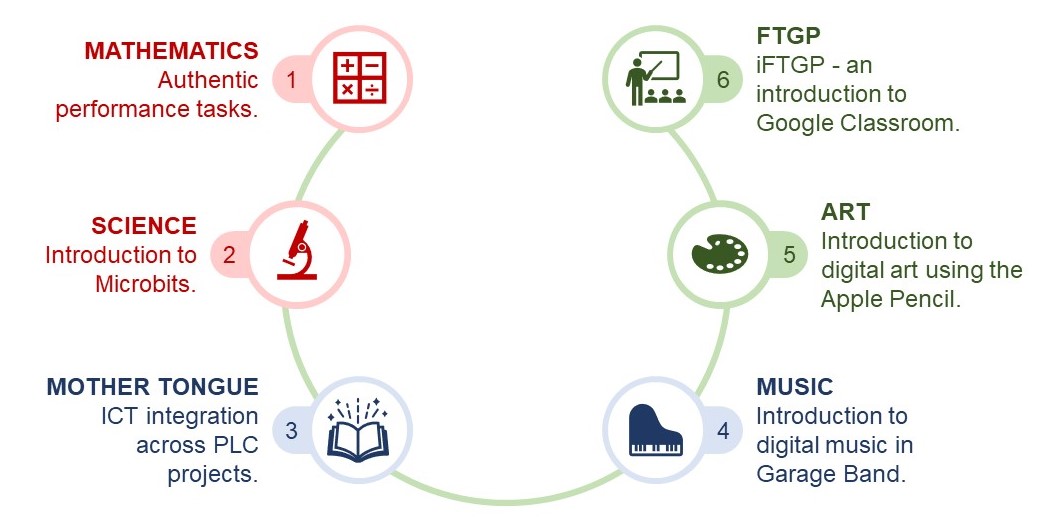 MATHEMATICS
Authentic
performance tasks.
1
SCIENCE
Introduction to
Microbits.
2
MOTHER TONGUE
ICT integration
across PLC
projects.
3
4
MUSIC
Introduction to
digital music in
Garage Band.
5
ART
Introduction to
digital art using the
Apple Pencil.
6
FTGP
iFTGP - an
introduction to
Google Classroom.